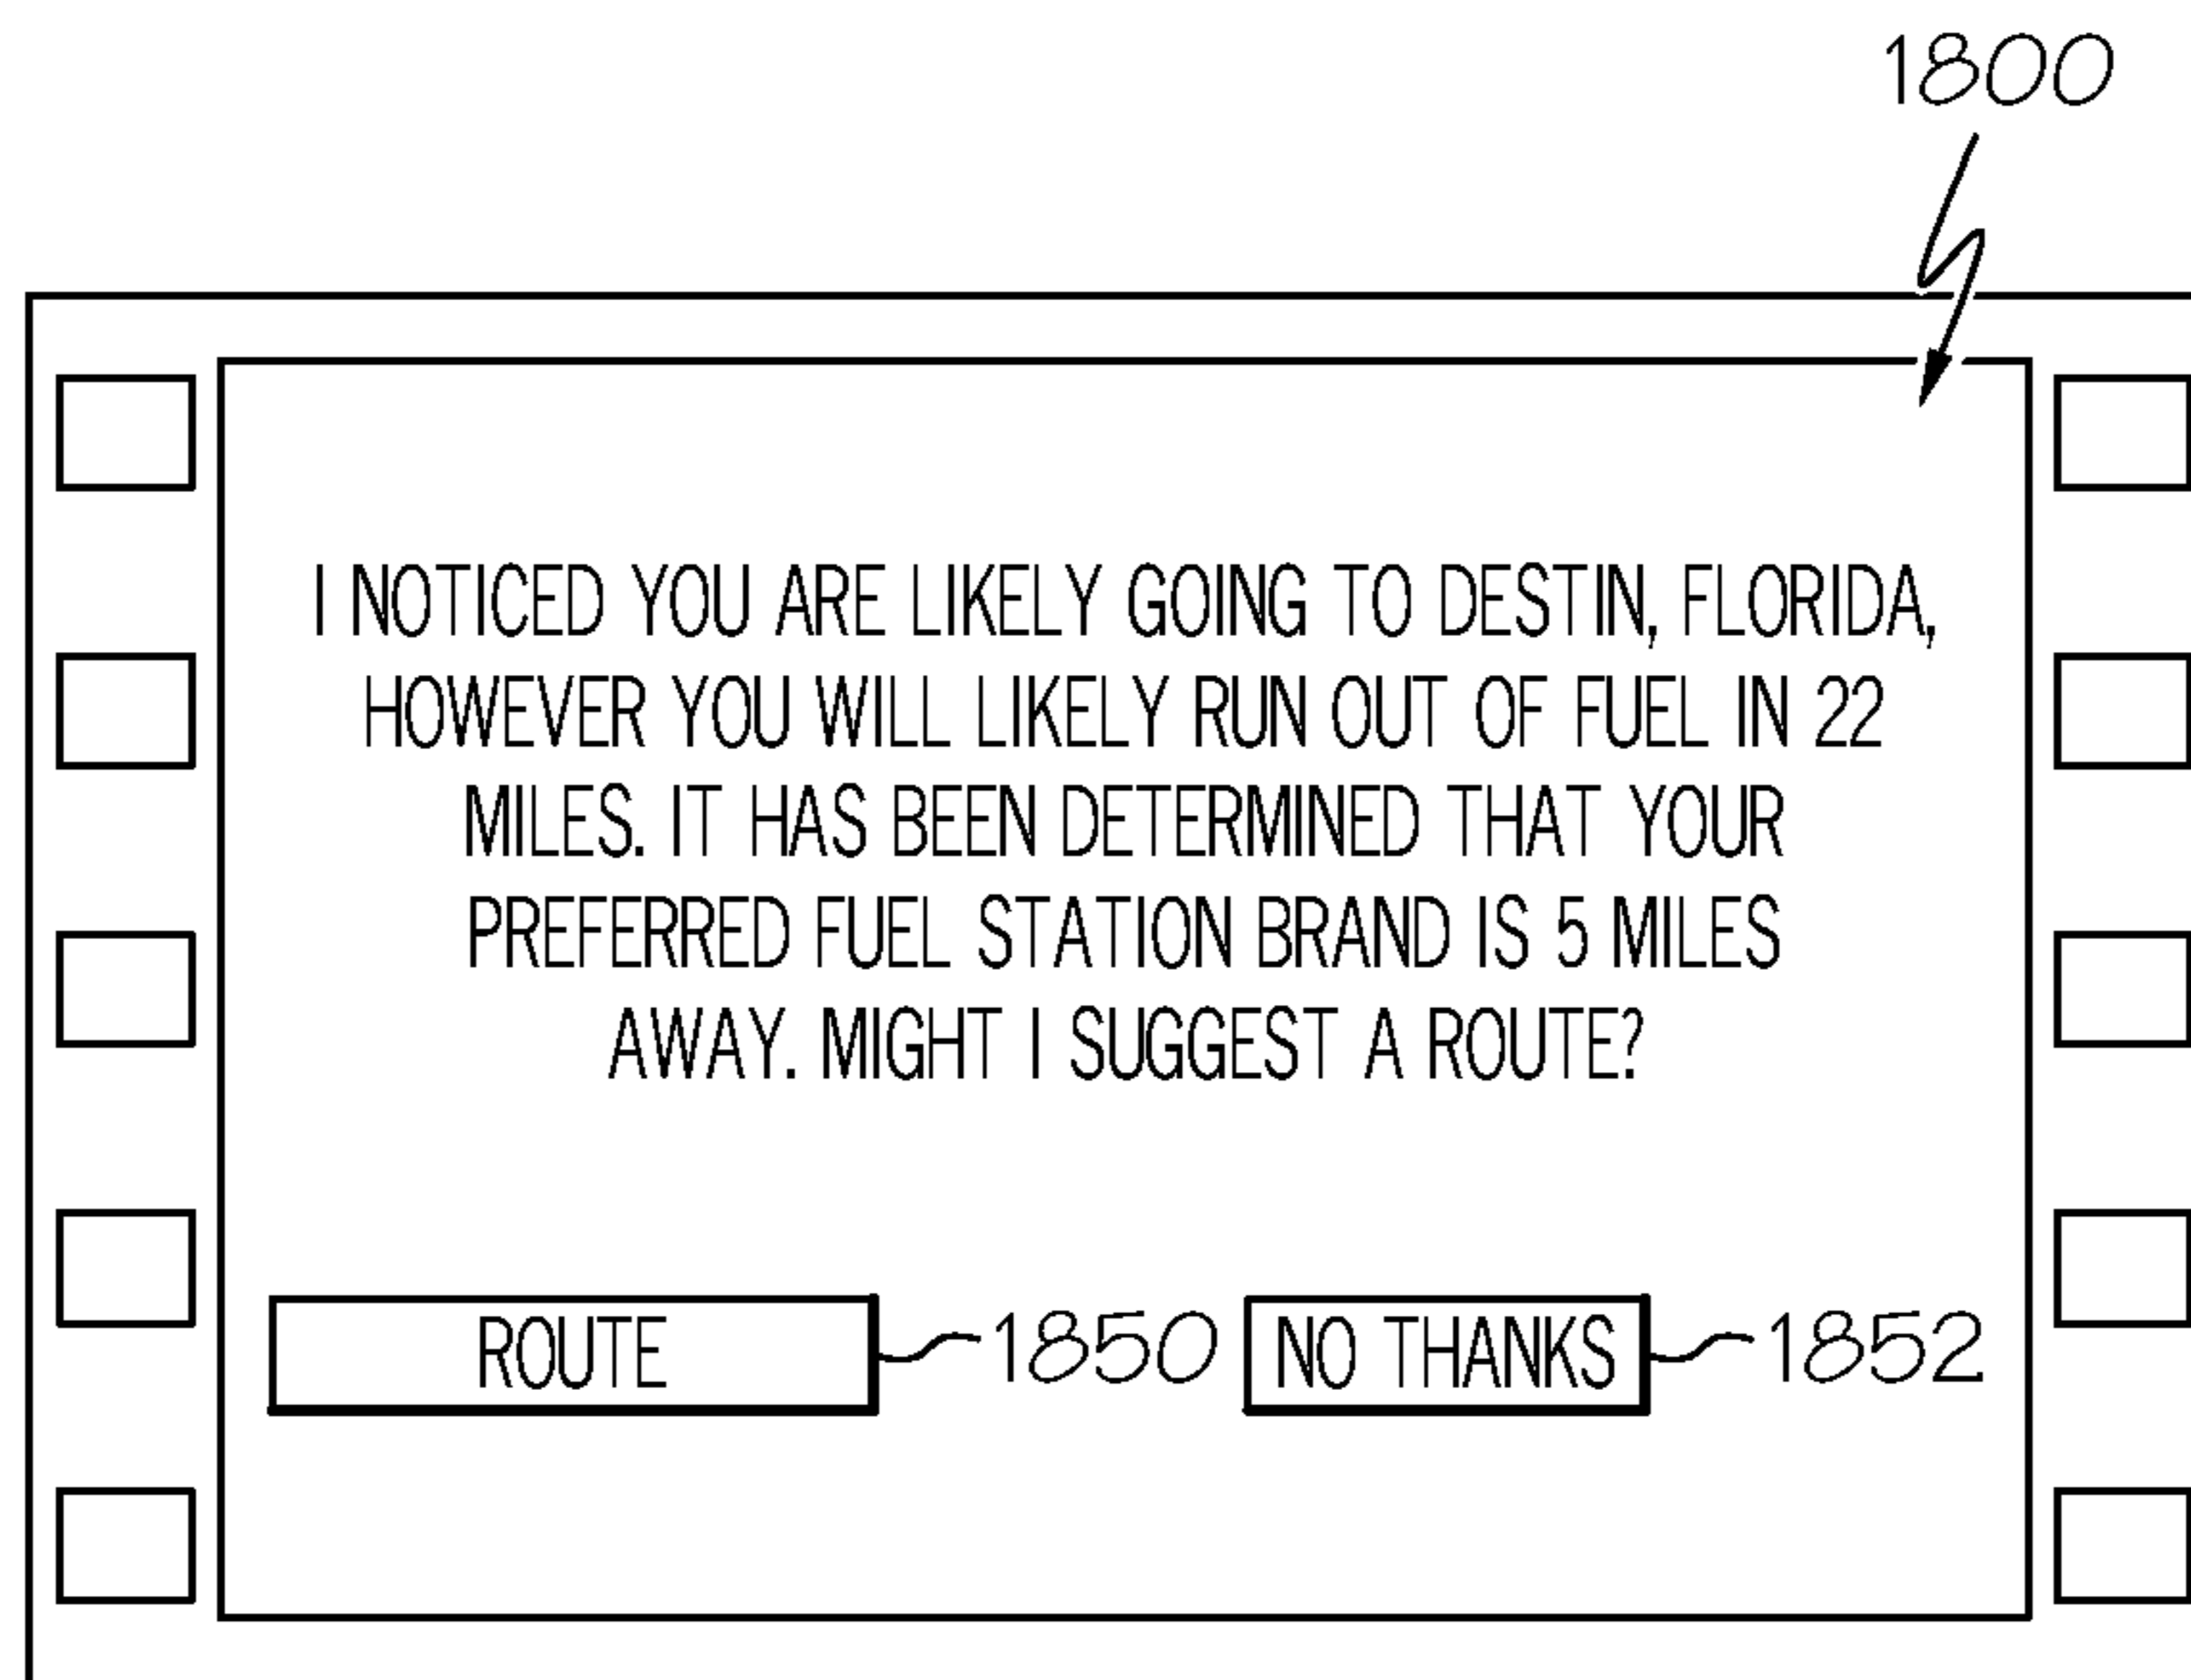 1800
I NOTICED YOU ARE LIKELY GOING TO DESTIN, FLORIDA,
HOWEVER YOU WILL LIKELY RUN OUT OF FUEL IN 22
MILES. IT HAS BEEN DETERMINED THAT YOUR
PREFERRED FUEL STATION BRAND IS 5 MILES
AWAY. MIGHT I SUGGEST A ROUTE?
ROUTE 1850 NO THANKS 1852